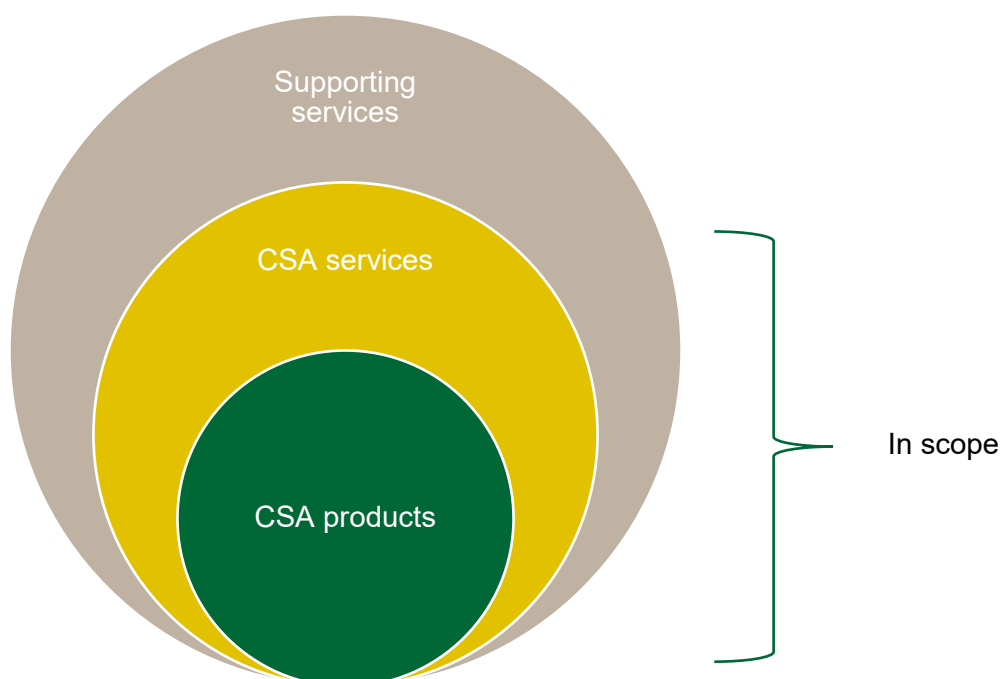 Supporting
services
CSA services
In scope
CSA products